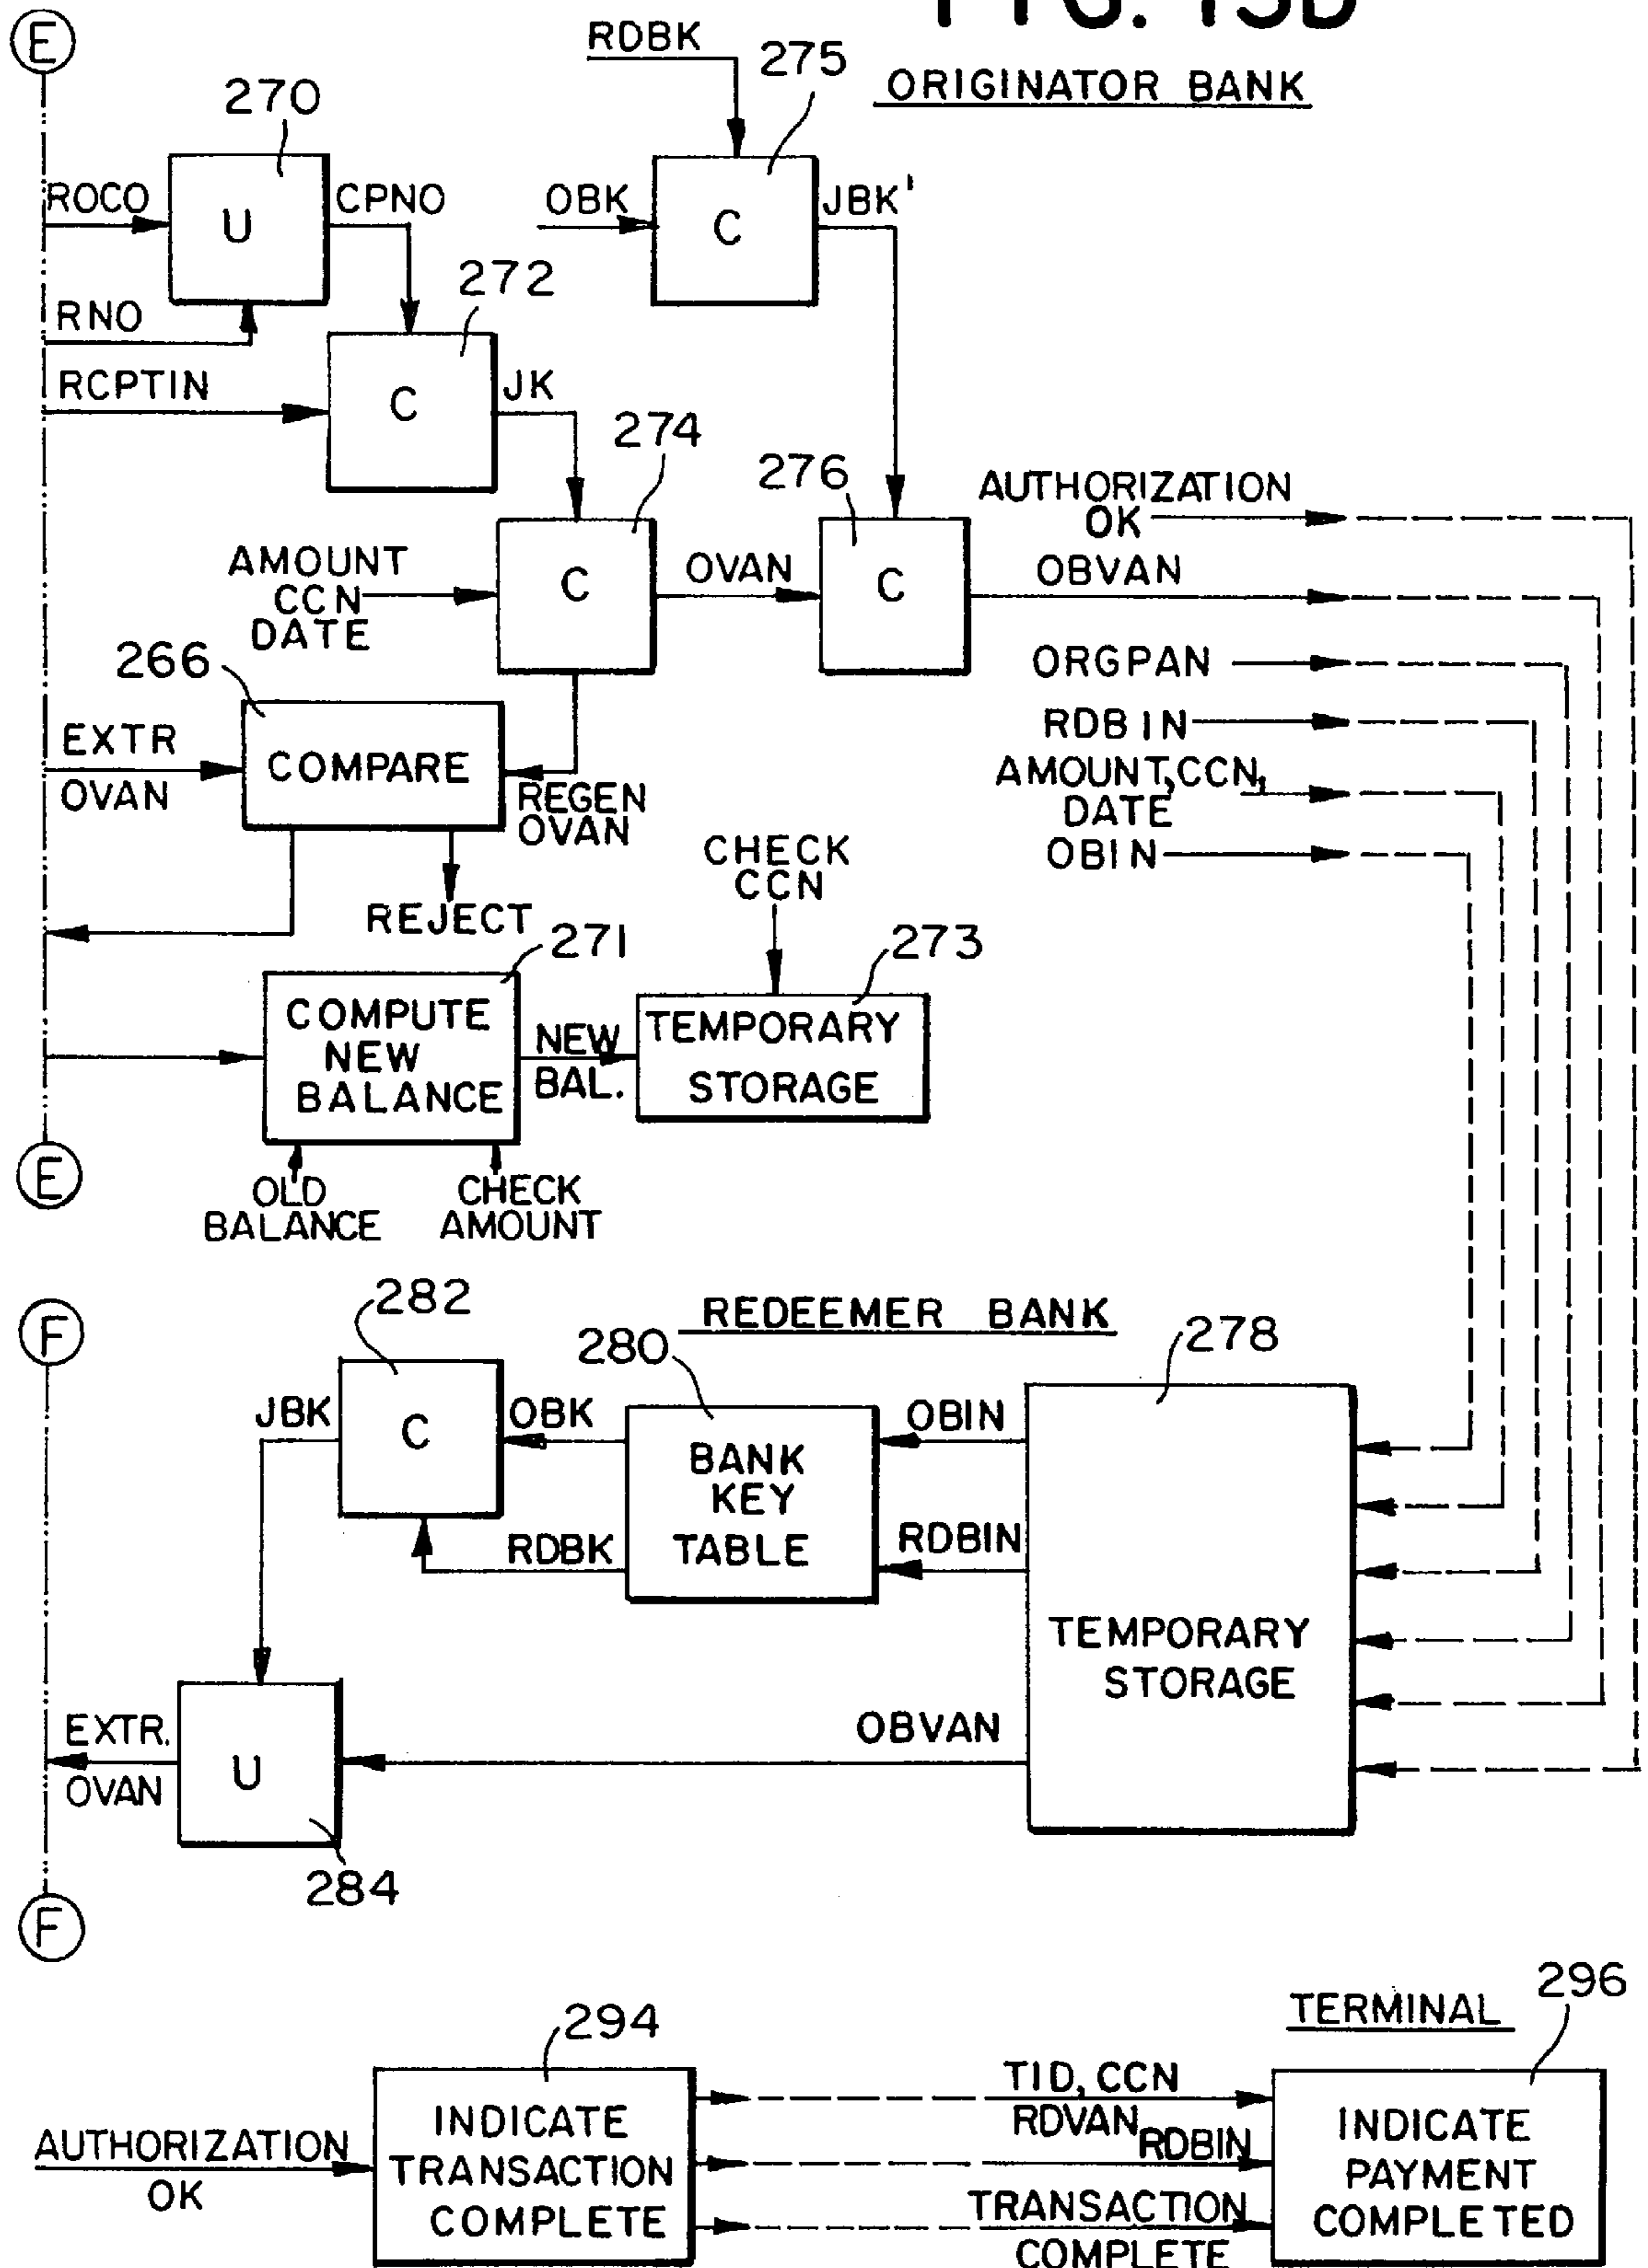 FIG. 13D
ORIGINATOR BANK
E
270
ROCO
U
CPNO
RNO
RCPTIN
272
C
JK
RDBK
275
OBK
C
JBK'
274
AMOUNT
CCN
DATE
C
OVAN
276
C
AUTHORIZATION
OK
OBVAN
ORGPAN
RDBIN
AMOUNT, CCN,
DATE
OBIN
266
EXTR
OVAN
COMPARE
REGEN
OVAN
REJECT
CHECK
CCN
271
COMPUTE
NEW
BALANCE
NEW
BAL.
273
TEMPORARY
STORAGE
E
OLD
BALANCE
CHECK
AMOUNT
F
282
REDEEMER BANK
280
278
JBK
C
OBK
BANK
KEY
TABLE
OBIN
RDBK
RDBIN
TEMPORARY
STORAGE
EXTR.
OVAN
U
OBVAN
284
F
294
TERMINAL
296
AUTHORIZATION
OK
INDICATE
TRANSACTION
COMPLETE
TID, CCN
RDVAN
RDBIN
TRANSACTION
COMPLETE
INDICATE
PAYMENT
COMPLETED